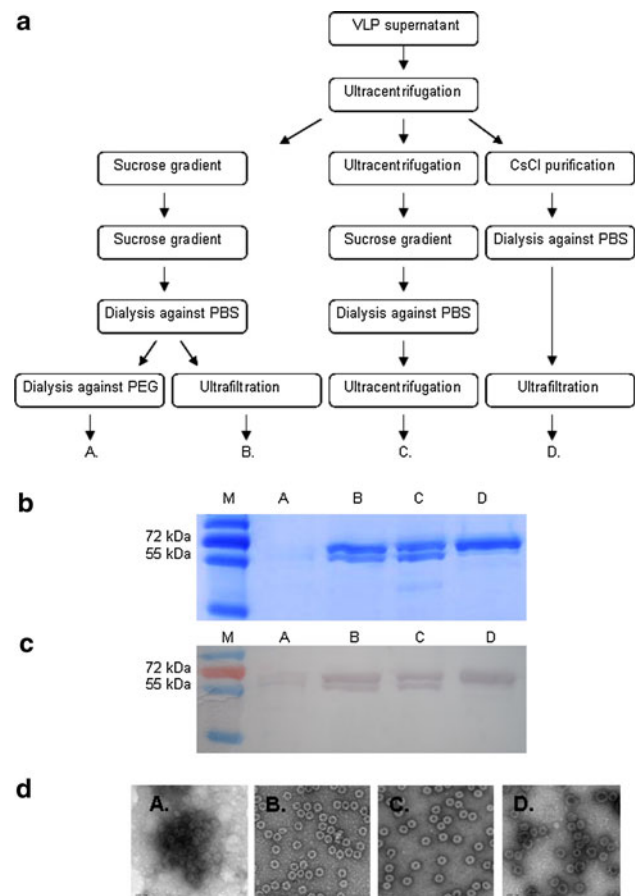 a
VLP supernatant
Ultracentrifugation
Sucrose gradient
Ultracentrifugation
CsCl purification
Sucrose gradient
Sucrose gradient
Dialysis against PBS
Dialysis against PBS
Dialysis against PBS
Dialysis against PEG
Ultrafiltration
Ultracentrifugation
Ultrafiltration
A.
B.
C.
D.
b
M A B C D
72 kDa
55 kDa
c
M A B C D
72 kDa
55 kDa
d
A. B. C. D.